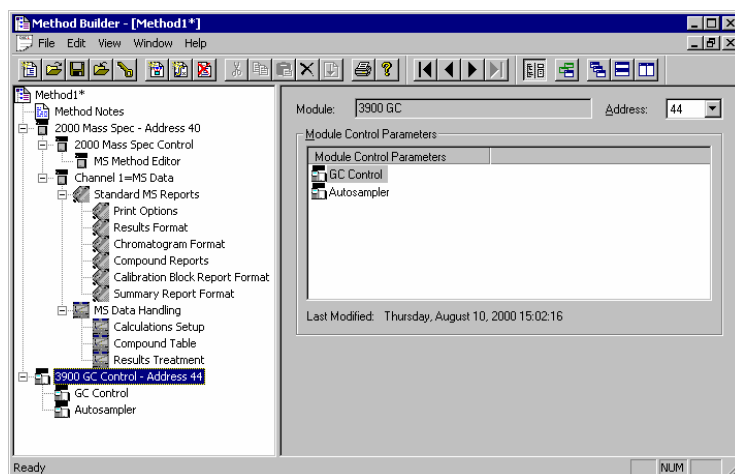 Method Builder - [Method1*]
File Edit View Window Help
Method1*
Method Notes
2000 Mass Spec - Address 40
2000 Mass Spec Control
MS Method Editor
Channel 1=MS Data
Standard MS Reports
Print Options
Results Format
Chromatogram Format
Compound Reports
Calibration Block Report Format
Summary Report Format
MS Data Handling
Calculations Setup
Compound Table
Results Treatment
3900 GC Control - Address 44
GC Control
Autosampler
Module: 3900 GC Address: 44
Module Control Parameters
Module Control Parameters
GC Control
Autosampler
Last Modified: Thursday, August 10, 2000 15:02:16
Ready NUM